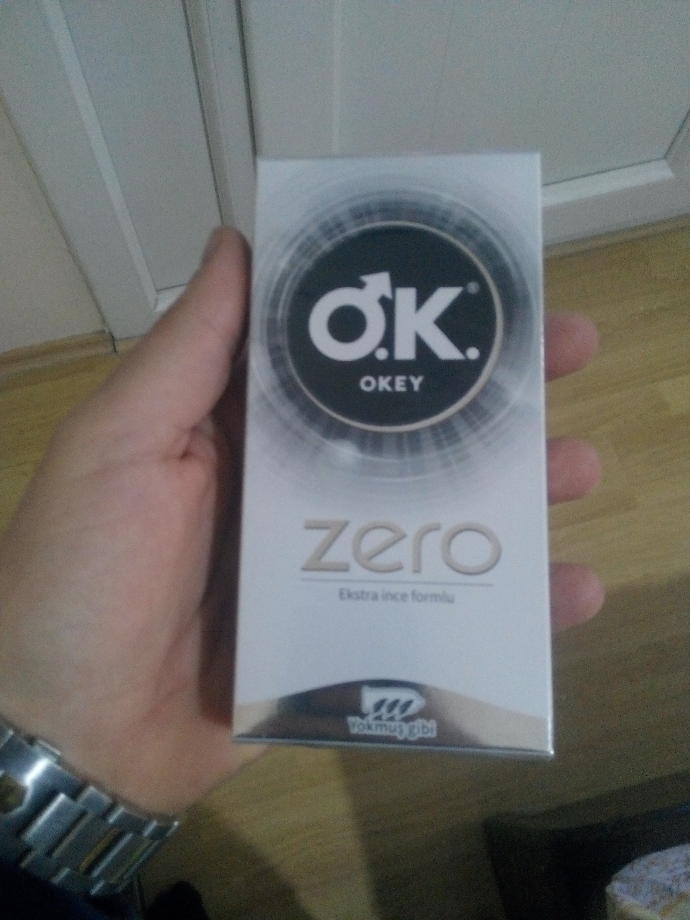 O.K.®
OKEY
zero
Ekstra ince formlu
Yokmuş gibi